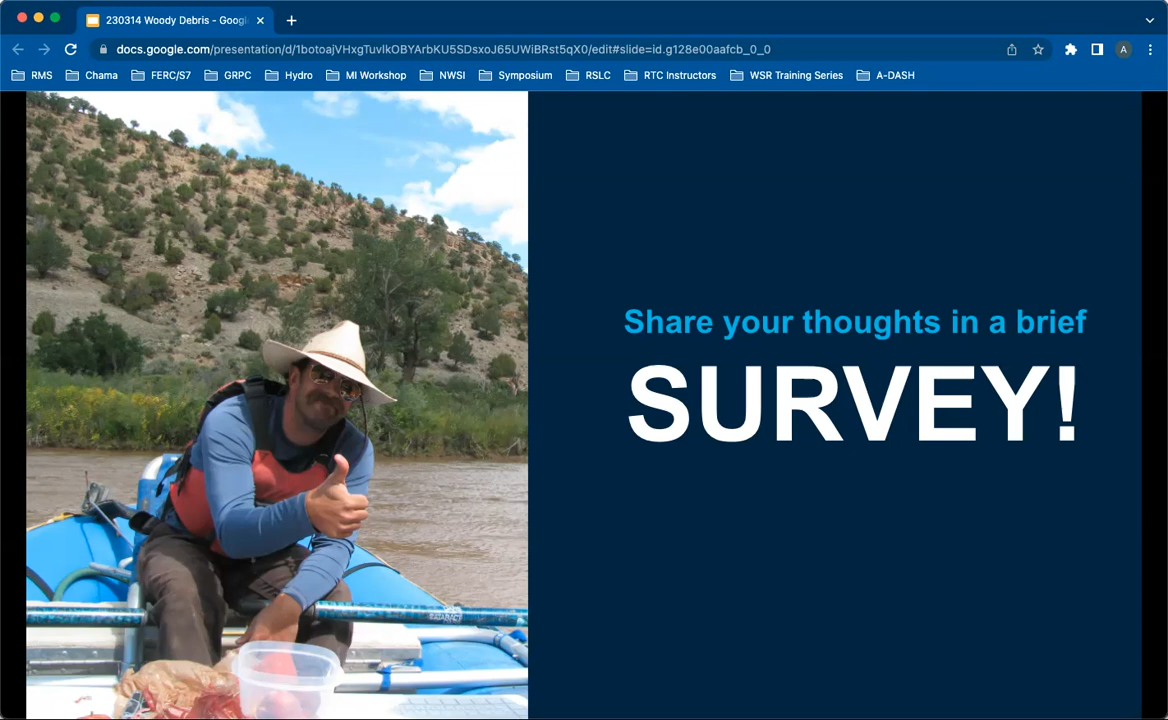 230314 Woody Debris - Googl
docs.google.com/presentation/d/1botoajVHxgTuvlkOBYArbKU5SDsxoJ65UWiBRst5qX0/edit#slide=id.g128e00aafcb_0_0
A
RMS
Chama
FERC/S7
GRPC
Hydro
MI Workshop
NWSI
Symposium
RSLC
RTC Instructors
WSR Training Series
A-DASH
Share your thoughts in a brief
SURVEY!